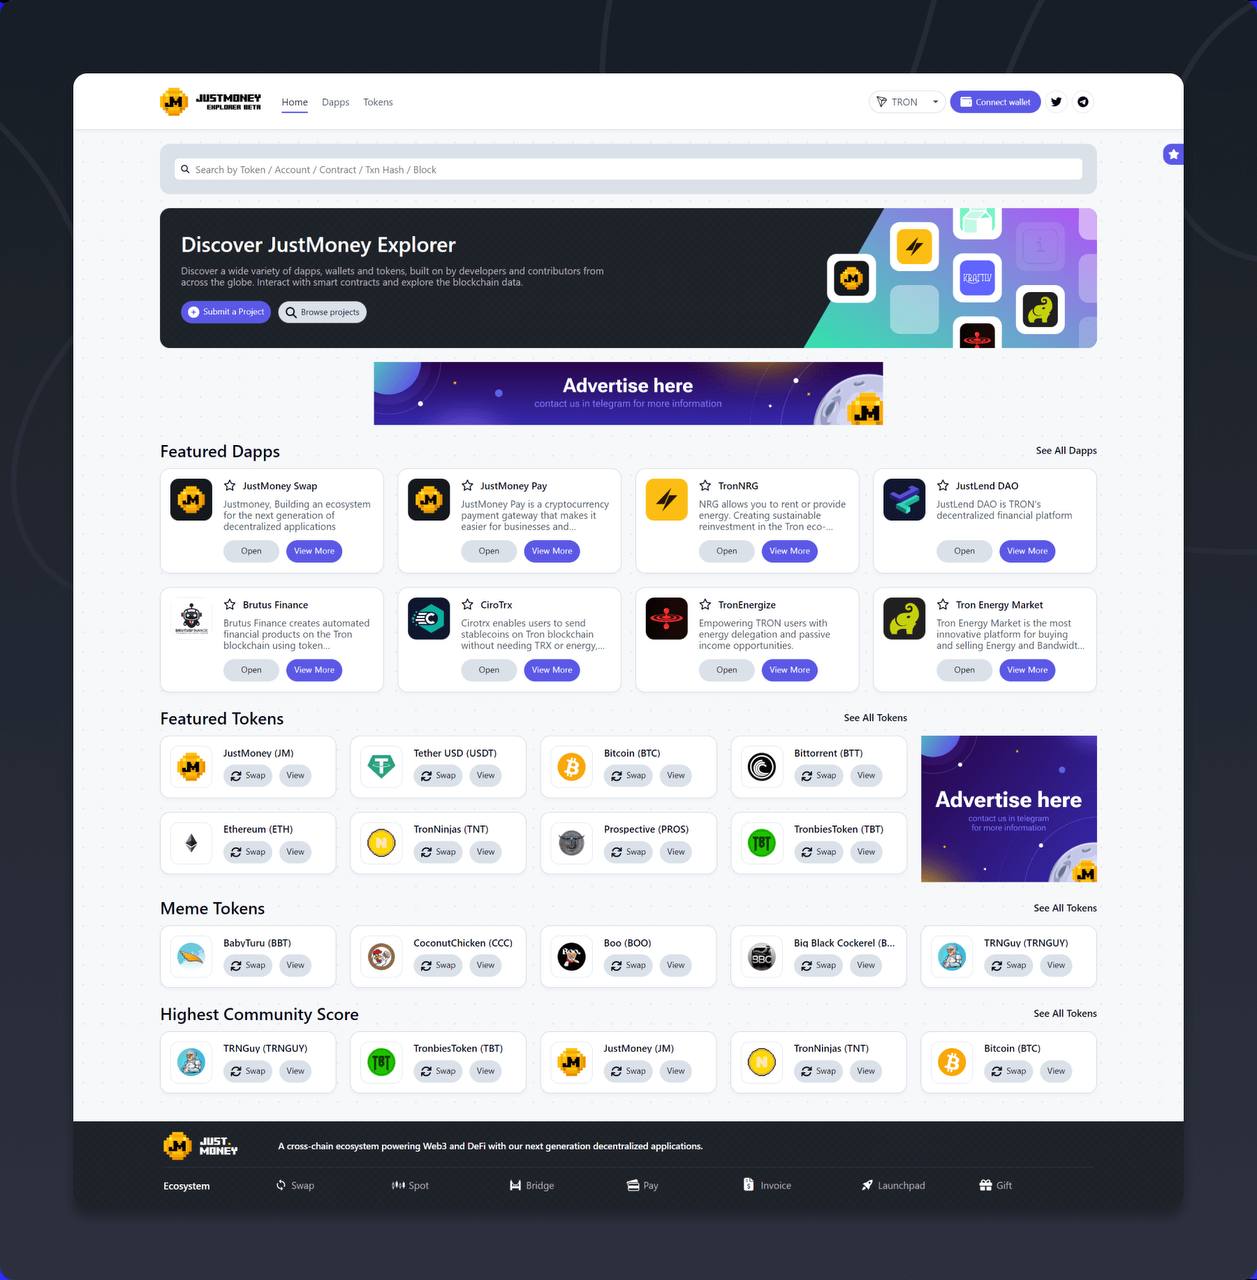 JUSTMONEY
EXPLORER BETA
Home
Dapps
Tokens
TRON
Connect wallet
Search by Token / Account / Contract / Txn Hash / Block
Discover JustMoney Explorer
Discover a wide variety of dapps, wallets and tokens, built on by developers and contributors from
across the globe. Interact with smart contracts and explore the blockchain data.
Submit a Project
Browse projects
JM
Advertise here
contact us in telegram for more information
JM
Featured Dapps
See All Dapps
JM
JustMoney Swap
Justmoney, Building an ecosystem
for the next generation of
decentralized applications
Open
View More
JM
JustMoney Pay
JustMoney Pay is a cryptocurrency
payment gateway that makes it
easier for businesses and...
Open
View More
TronNRG
NRG allows you to rent or provide
energy. Creating sustainable
reinvestment in the Tron eco-...
Open
View More
JustLend DAO
JustLend DAO is TRON's
decentralized financial platform
Open
View More
Brutus Finance
Brutus Finance creates automated
financial products on the Tron
blockchain using token...
Open
View More
CiroTrx
Cirotrx enables users to send
stablecoins on Tron blockchain
without needing TRX or energy,...
Open
View More
TronEnergize
Empowering TRON users with
energy delegation and passive
income opportunities.
Open
View More
Tron Energy Market
Tron Energy Market is the most
innovative platform for buying
and selling Energy and Bandwidt...
Open
View More
Featured Tokens
See All Tokens
JM
JustMoney (JM)
Swap
View
Tether USD (USDT)
Swap
View
Bitcoin (BTC)
Swap
View
Bittorrent (BTT)
Swap
View
Ethereum (ETH)
Swap
View
N
TronNinjas (TNT)
Swap
View
Prospective (PROS)
Swap
View
TBT
TronbiesToken (TBT)
Swap
View
Advertise here
contact us in telegram
for more information
JM
Meme Tokens
See All Tokens
BabyTuru (BBT)
Swap
View
CoconutChicken (CCC)
Swap
View
Boo (BOO)
Swap
View
BBC
Big Black Cockerel (B...
Swap
View
TRNGuy (TRNGUY)
Swap
View
Highest Community Score
See All Tokens
TRNGuy (TRNGUY)
Swap
View
TBT
TronbiesToken (TBT)
Swap
View
JM
JustMoney (JM)
Swap
View
N
TronNinjas (TNT)
Swap
View
Bitcoin (BTC)
Swap
View
JM
JUST.
MONEY
A cross-chain ecosystem powering Web3 and DeFi with our next generation decentralized applications.
Ecosystem
Swap
Spot
Bridge
Pay
Invoice
Launchpad
Gift